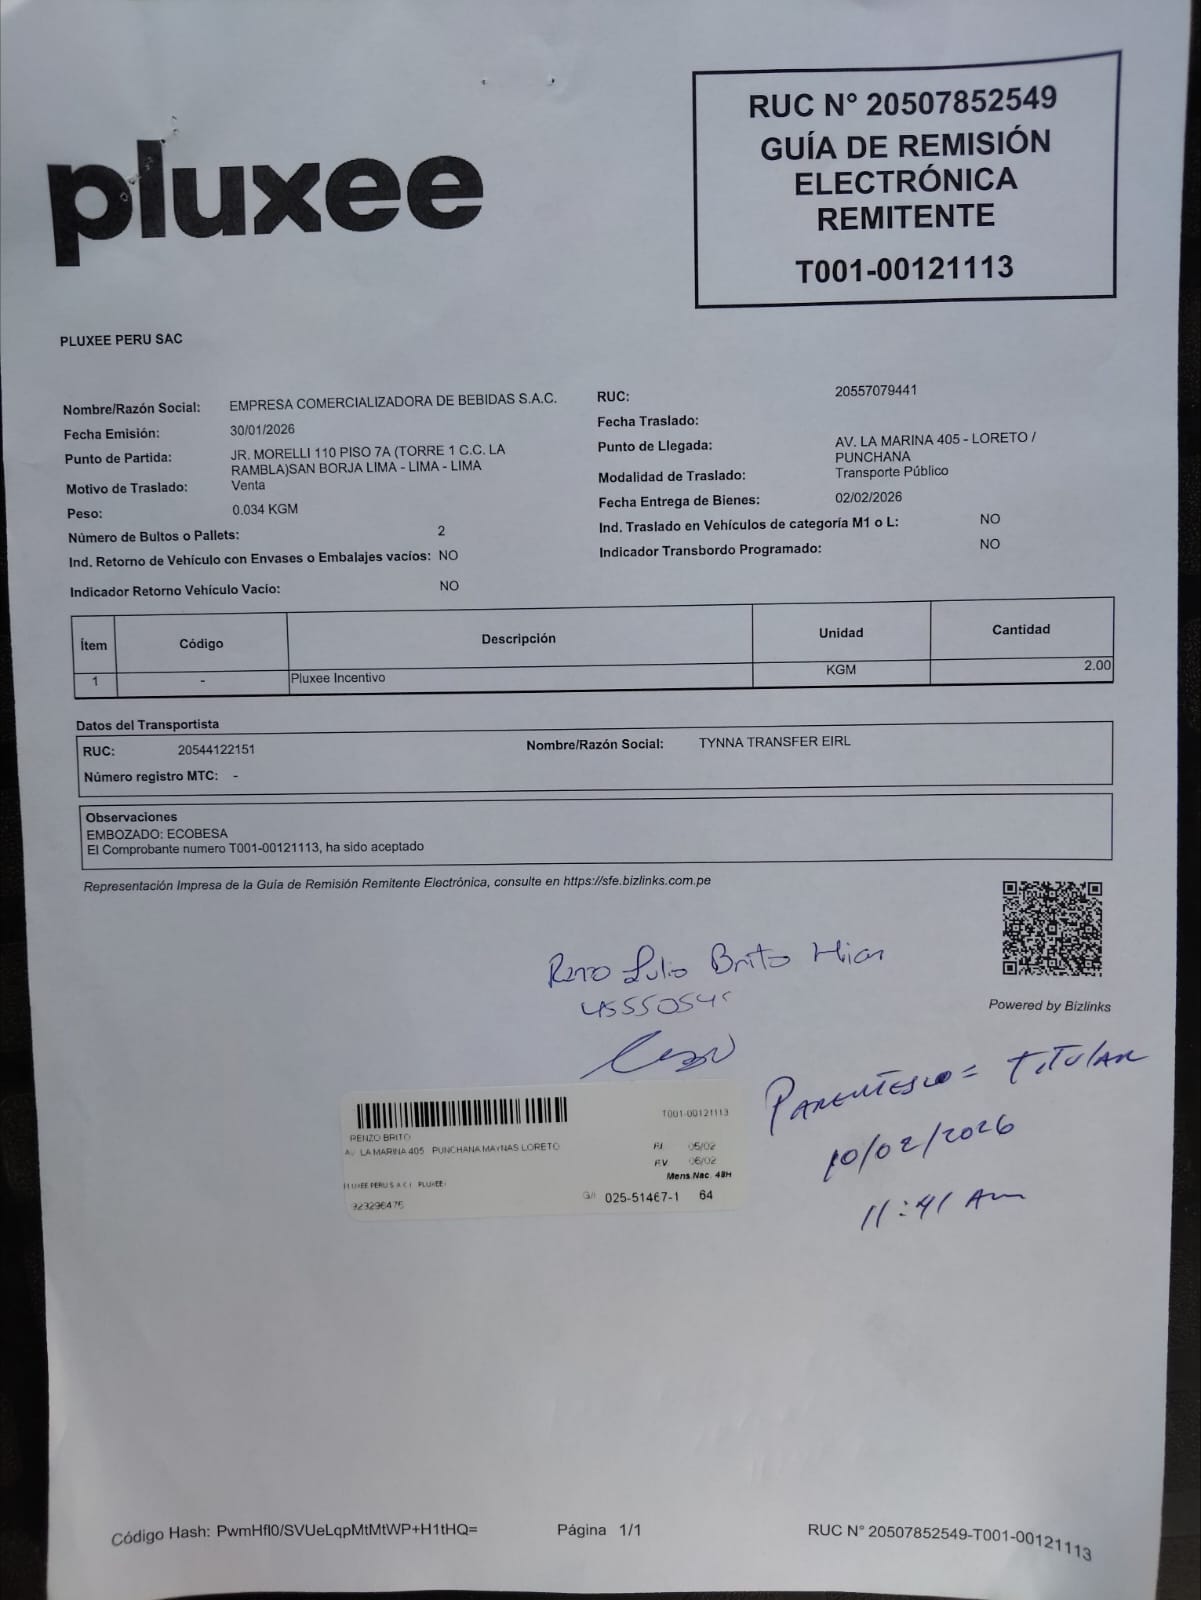 pluxee
RUC N° 20507852549
GUÍA DE REMISIÓN
ELECTRÓNICA
REMITENTE
T001-00121113
PLUXEE PERU SAC
Nombre/Razón Social: EMPRESA COMERCIALIZADORA DE BEBIDAS S.A.C.
Fecha Emisión: 30/01/2026
Punto de Partida: JR. MORELLI 110 PISO 7A (TORRE 1 C.C. LA
RAMBLA)SAN BORJA LIMA - LIMA - LIMA
Motivo de Traslado: Venta
Peso: 0.034 KGM
Número de Bultos o Pallets: 2
Ind. Retorno de Vehículo con Envases o Embalajes vacíos: NO
Indicador Retorno Vehículo Vacío: NO
RUC: 20557079441
Fecha Traslado:
Punto de Llegada: AV. LA MARINA 405 - LORETO /
PUNCHANA
Modalidad de Traslado: Transporte Público
Fecha Entrega de Bienes: 02/02/2026
Ind. Traslado en Vehículos de categoría M1 o L: NO
Indicador Transbordo Programado: NO
Ítem Código Descripción Unidad Cantidad
1 - Pluxee Incentivo KGM 2.00
Datos del Transportista
RUC: 20544122151 Nombre/Razón Social: TYNNA TRANSFER EIRL
Número registro MTC: -
Observaciones
EMBOZADO: ECOBESA
El Comprobante numero T001-00121113, ha sido aceptado
Representación Impresa de la Guía de Remisión Remitente Electrónica, consulte en https://sfe.bizlinks.com.pe
Powered by Bizlinks
Brito
PARENTESCO = TITULAR
10/02/2026
11:41 Am
T001-00121113
RENZO BRITO
AV LA MARINA 405 PUNCHANA MAYNAS LORETO
05/02
F.V 06/02
Mens.Nac. 48H
PLUXEE PERU S.A.C ( PLUXEE)
G/I 025-51467-1 64
923296475
Código Hash: PwmHfl0/SVUeLqpMtMtWP+H1tHQ=
Página 1/1
RUC N° 20507852549-T001-00121113